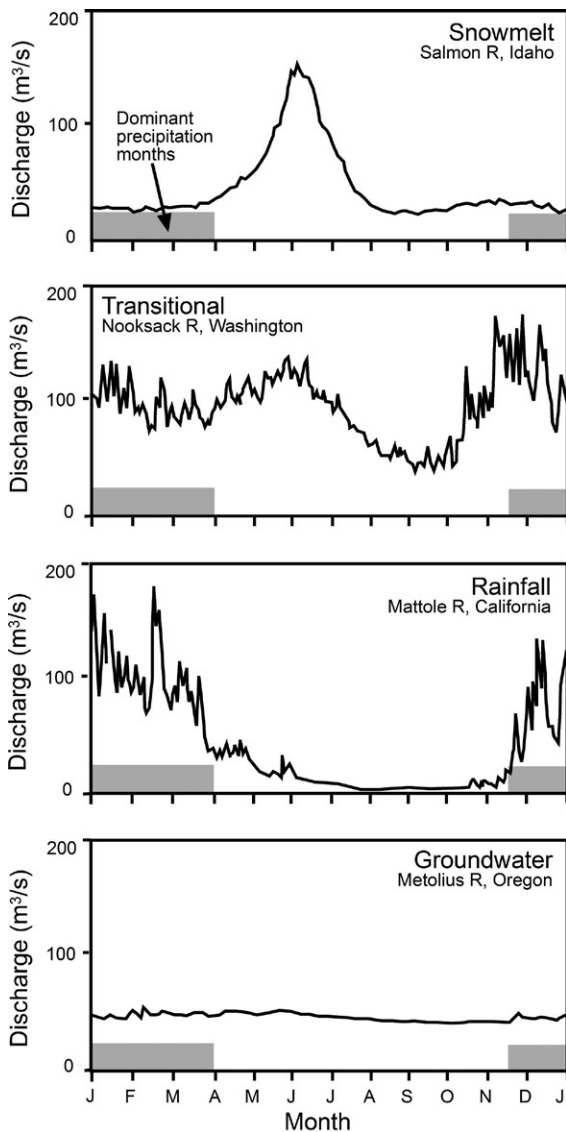 200
Snowmelt
Salmon R, Idaho
Dominant
precipitation
months
100
0
Discharge (m³/s)
200
Transitional
Nooksack R, Washington
100
0
Discharge (m³/s)
200
Rainfall
Mattole R, California
100
0
Discharge (m³/s)
200
Groundwater
Metolius R, Oregon
100
0
Discharge (m³/s)
J F M A M J J A S O N D J
Month